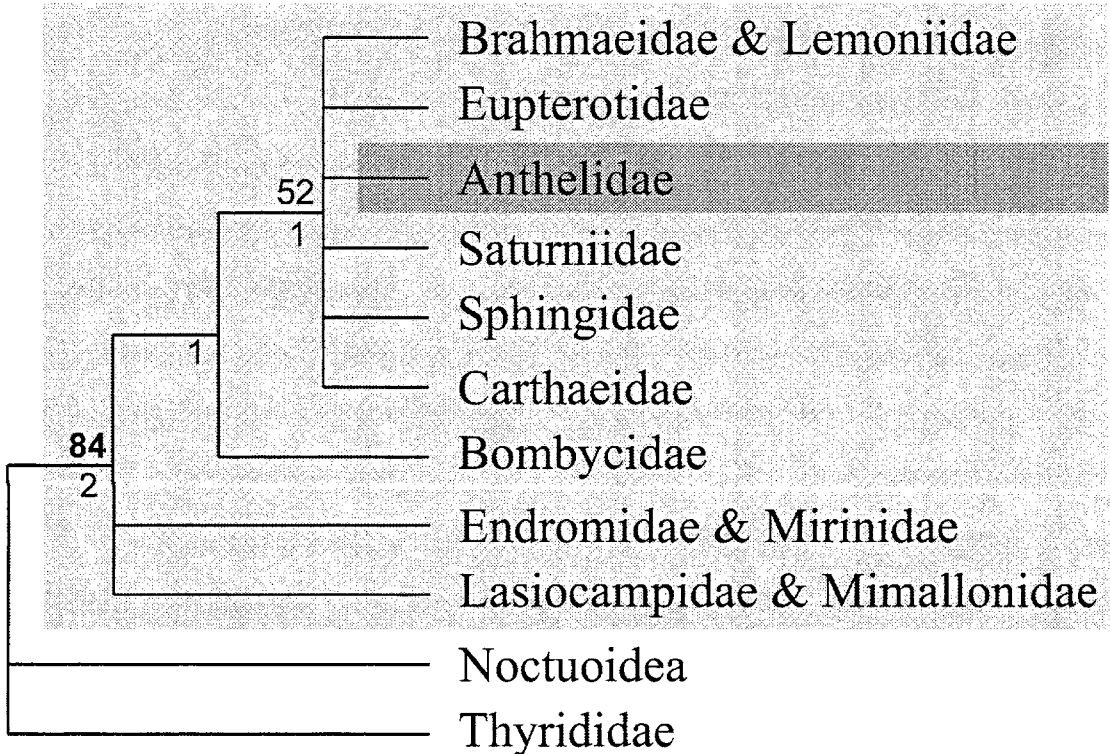 Brahmaeidae & Lemoniidae
Eupterotidae
Anthelidae
52
1
Saturniidae
Sphingidae
1
Carthaeidae
84
Bombycidae
2
Endromidae & Mirinidae
Lasiocampidae & Mimallonidae
Noctuoidea
Thyrididae